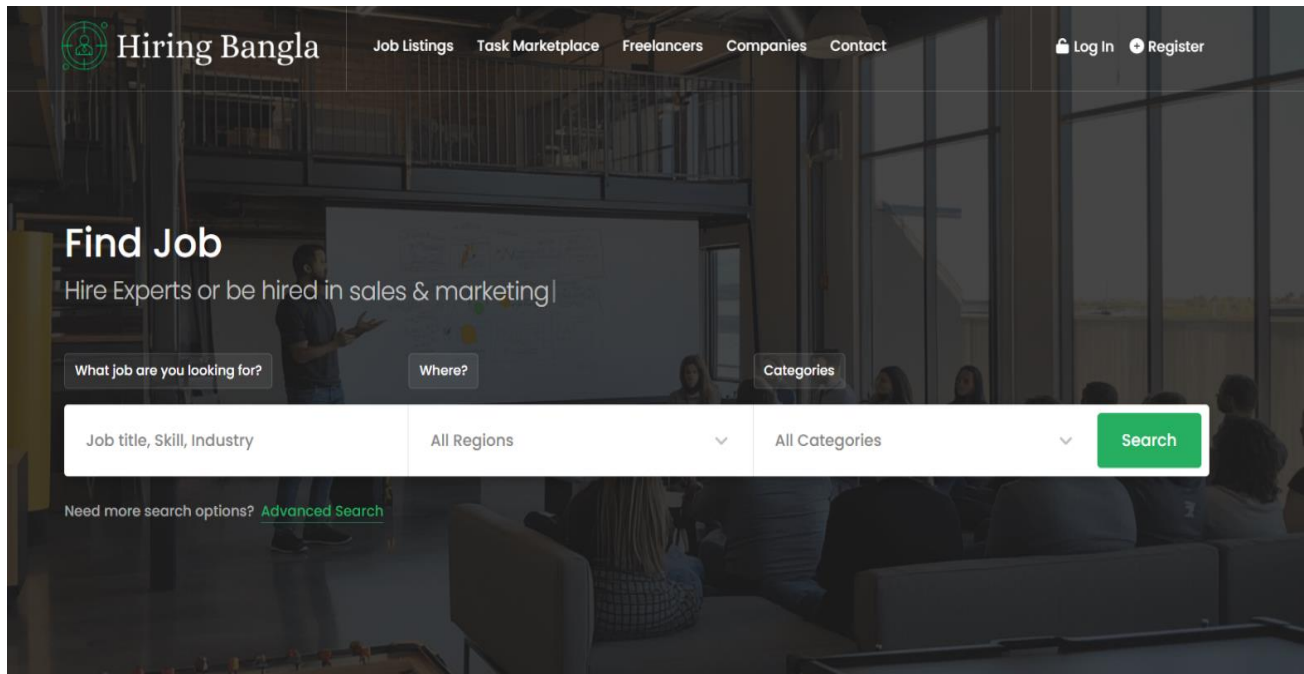 Hiring Bangla
Job Listings Task Marketplace Freelancers Companies Contact
Log In Register
Find Job
Hire Experts or be hired in sales & marketing|
What job are you looking for? Where? Categories
Job title, Skill, Industry All Regions All Categories Search
Need more search options? Advanced Search